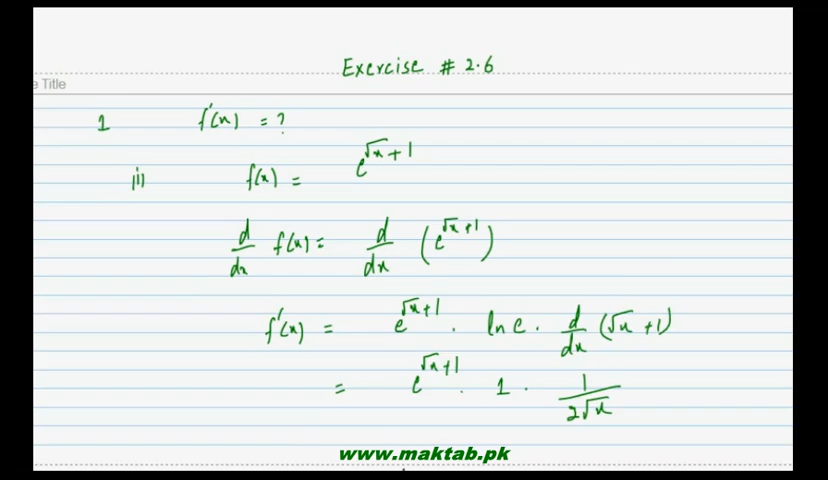 Exercise # 2.6
e Title
1 f'(x) = ?
(i) f(x) = e^(√x+1)
d/dx f(x) = d/dx (e^(√x+1))
f'(x) = e^(√x+1) . ln e . d/dx (√x+1)
= e^(√x+1) . 1 . 1/(2√x)
www.maktab.pk